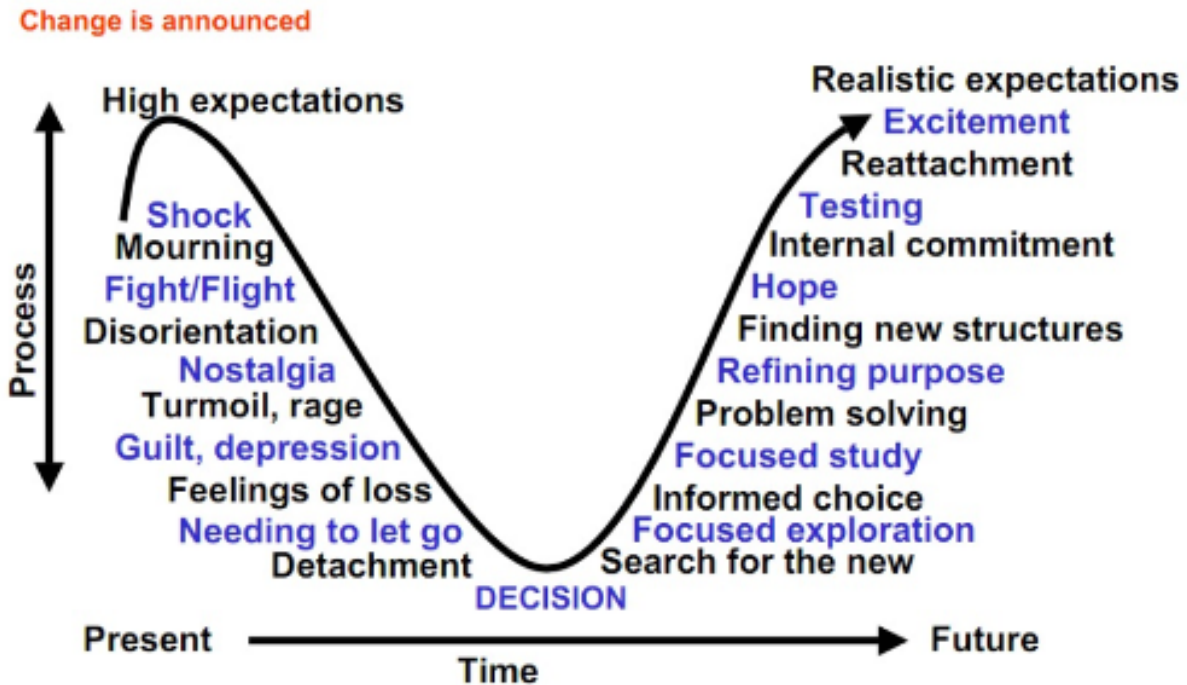 Change is announced
High expectations
Shock
Mourning
Fight/Flight
Disorientation
Nostalgia
Turmoil, rage
Guilt, depression
Feelings of loss
Needing to let go
Detachment
DECISION
Realistic expectations
Excitement
Reattachment
Testing
Internal commitment
Hope
Finding new structures
Refining purpose
Problem solving
Focused study
Informed choice
Focused exploration
Search for the new
Process
Present
Time
Future